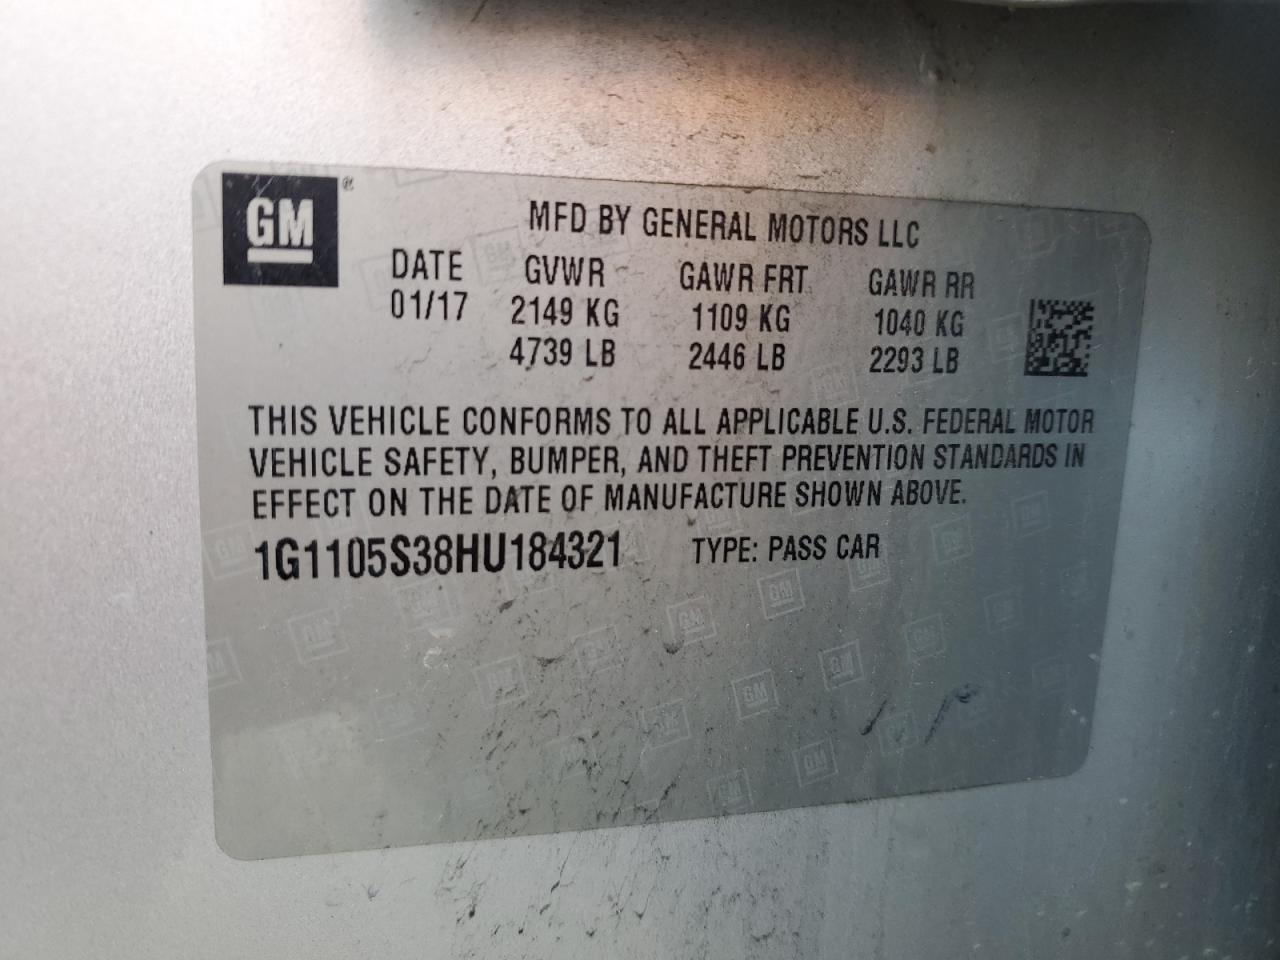 GM ®
MFD BY GENERAL MOTORS LLC
DATE GVWR GAWR FRT GAWR RR
01/17 2149 KG 1109 KG 1040 KG
4739 LB 2446 LB 2293 LB
THIS VEHICLE CONFORMS TO ALL APPLICABLE U.S. FEDERAL MOTOR
VEHICLE SAFETY, BUMPER, AND THEFT PREVENTION STANDARDS IN
EFFECT ON THE DATE OF MANUFACTURE SHOWN ABOVE.
1G1105S38HU184321 TYPE: PASS CAR